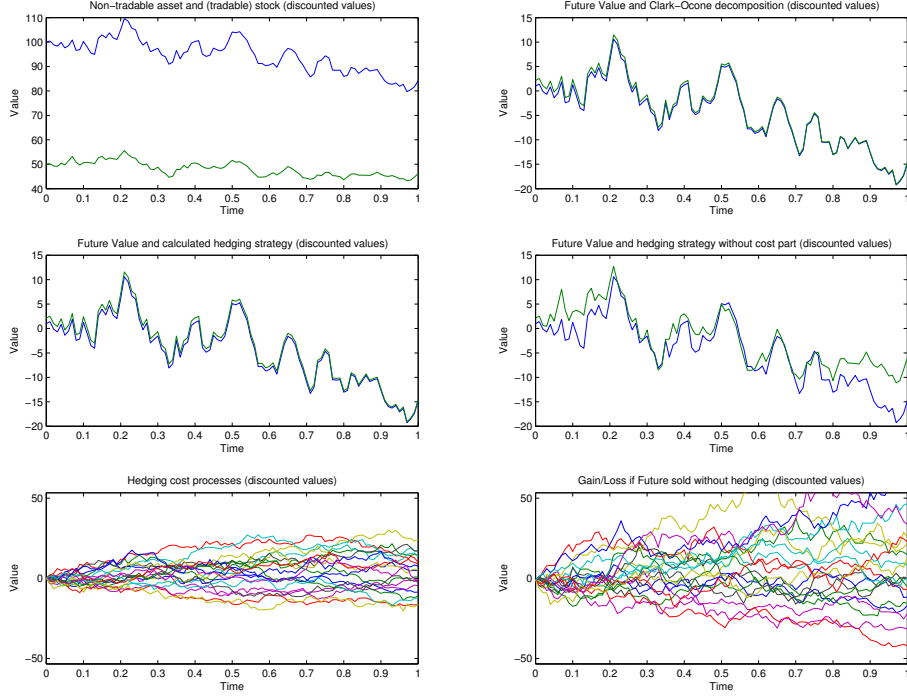 Non−tradable asset and (tradable) stock (discounted values)
110
100
90
80
70
60
50
40
Value
0 0.1 0.2 0.3 0.4 0.5 0.6 0.7 0.8 0.9 1
Time
Future Value and Clark−Ocone decomposition (discounted values)
15
10
5
0
−5
−10
−15
−20
Value
0 0.1 0.2 0.3 0.4 0.5 0.6 0.7 0.8 0.9 1
Time
Future Value and calculated hedging strategy (discounted values)
15
10
5
0
−5
−10
−15
−20
Value
0 0.1 0.2 0.3 0.4 0.5 0.6 0.7 0.8 0.9 1
Time
Future Value and hedging strategy without cost part (discounted values)
15
10
5
0
−5
−10
−15
−20
Value
0 0.1 0.2 0.3 0.4 0.5 0.6 0.7 0.8 0.9 1
Time
Hedging cost processes (discounted values)
50
0
−50
Value
0 0.1 0.2 0.3 0.4 0.5 0.6 0.7 0.8 0.9 1
Time
Gain/Loss if Future sold without hedging (discounted values)
50
0
−50
Value
0 0.1 0.2 0.3 0.4 0.5 0.6 0.7 0.8 0.9 1
Time